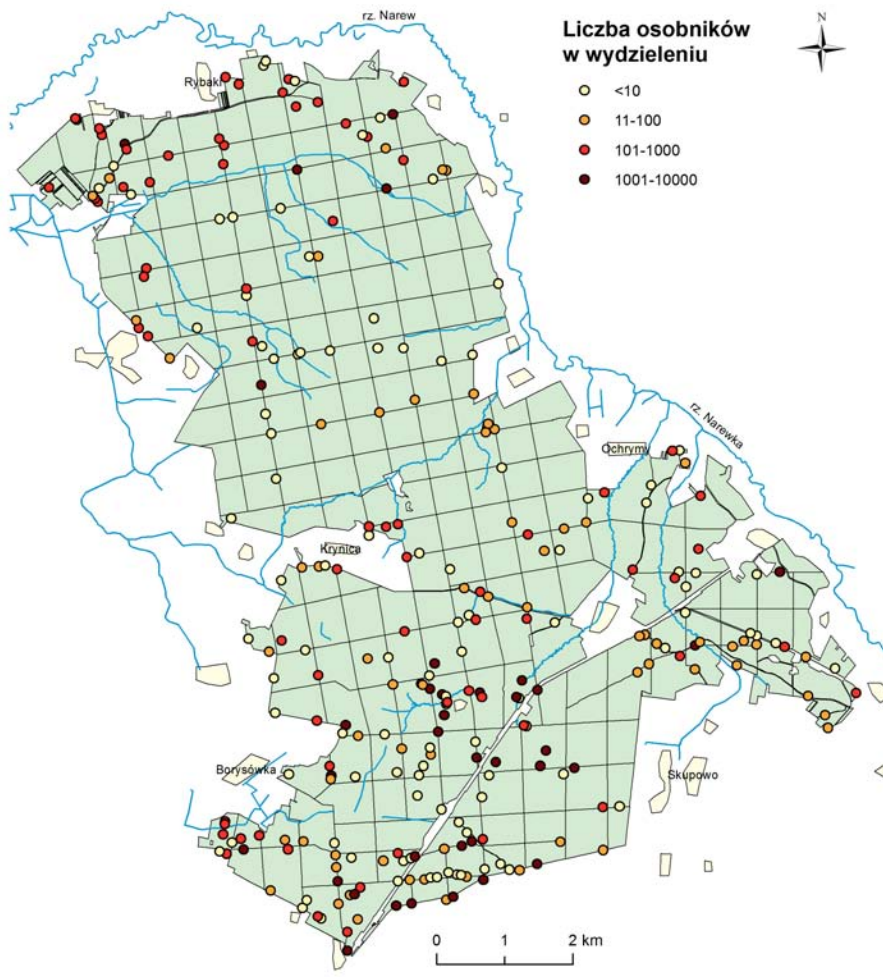 rz. Narew
Liczba osobników
w wydzieleniu
N
<10
11-100
101-1000
1001-10000
Rybaki
rz. Narewka
Ochrymy
Krynica
Borysówka
Skupowo
0 1 2 km